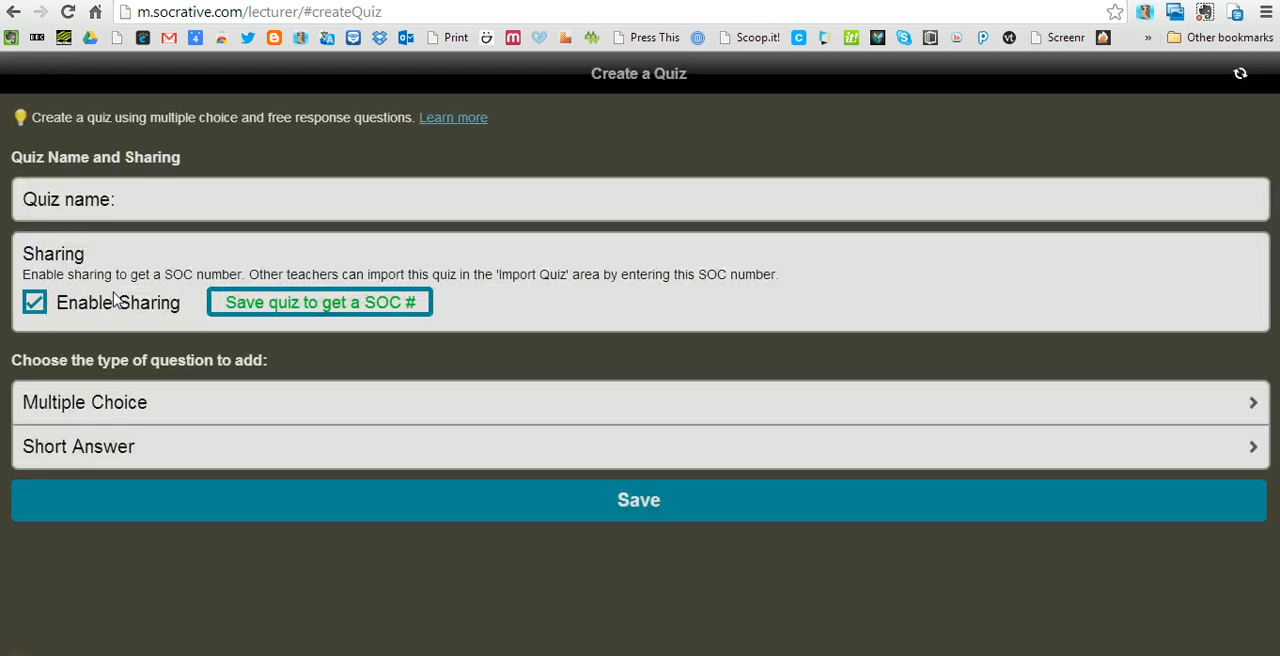 m.socrative.com/lecturer/#createQuiz
Print Press This Scoop.it! Screenr » Other bookmarks
Create a Quiz
Create a quiz using multiple choice and free response questions. Learn more
Quiz Name and Sharing
Quiz name:
Sharing
Enable sharing to get a SOC number. Other teachers can import this quiz in the 'Import Quiz' area by entering this SOC number.
Enable Sharing Save quiz to get a SOC #
Choose the type of question to add:
Multiple Choice
Short Answer
Save